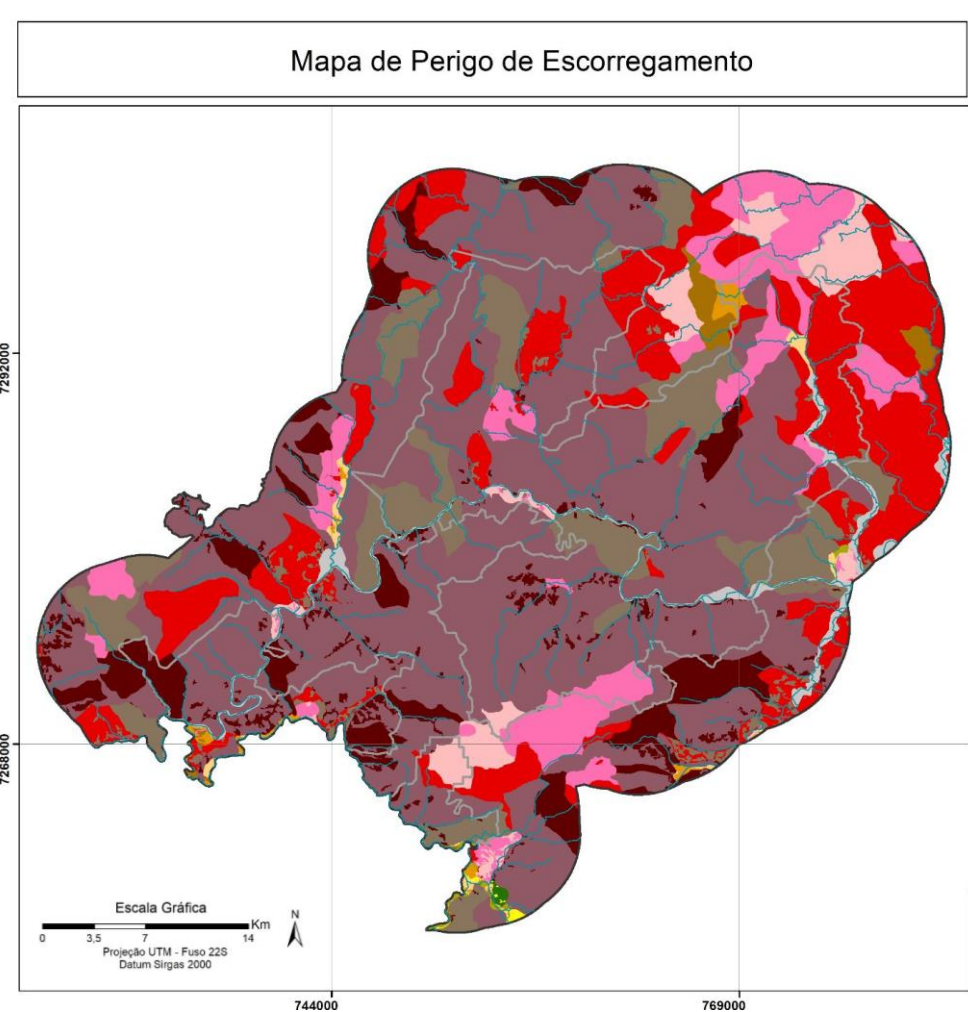 Mapa de Perigo de Escorregamento
7292000
7268000
Escala Gráfica
Km
0 3,5 7 14
N
Projeção UTM - Fuso 22S
Datum Sirgas 2000
744000 769000